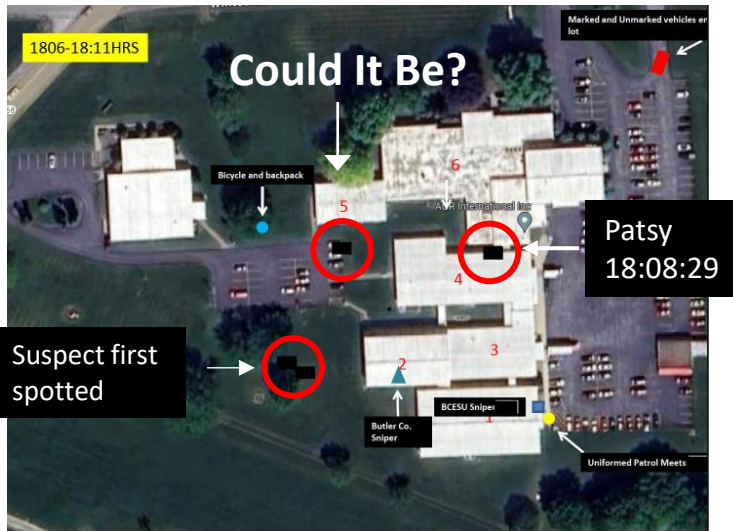 Marked and Unmarked vehicles en
lot
1806-18:11HRS
Could It Be?
6
Bicycle and backpack
5
AGR International Inc
Patsy
18:08:29
4
Suspect first
spotted
3
2
BCESU Sniper
1
Butler Co.
Sniper
Uniformed Patrol Meets